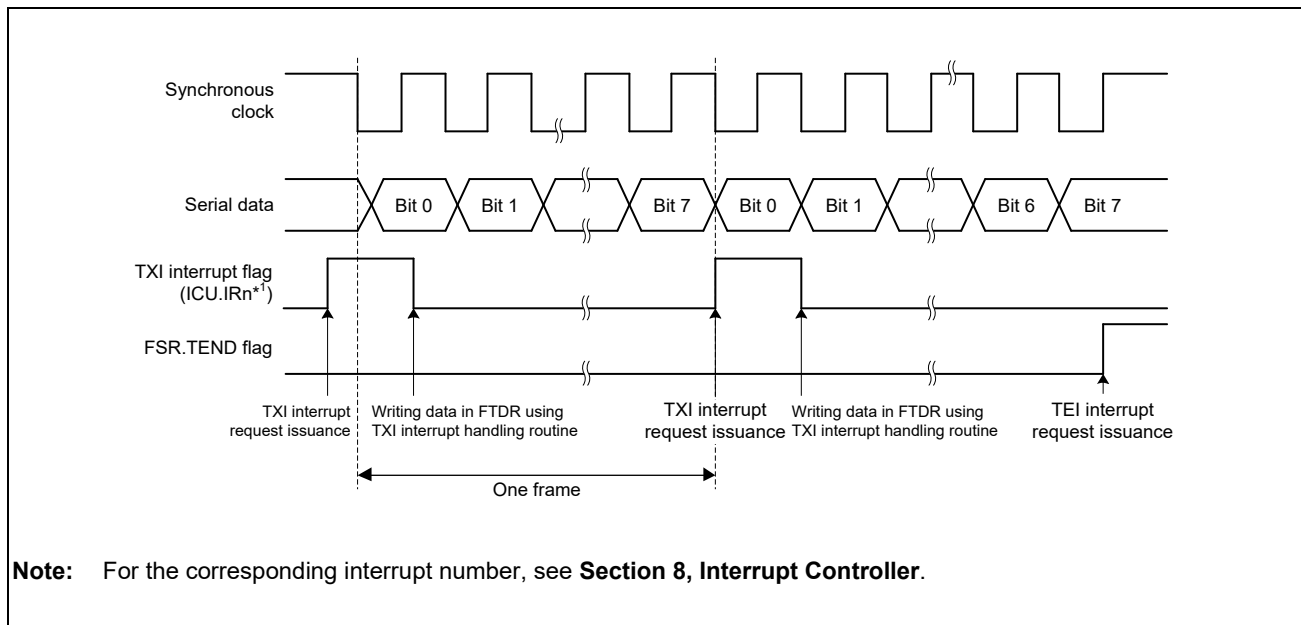 Synchronous
clock
Serial data
Bit 0
Bit 1
Bit 7
Bit 0
Bit 1
Bit 6
Bit 7
TXI interrupt flag
(ICU.IRn*1)
FSR.TEND flag
TXI interrupt
request issuance
Writing data in FTDR using
TXI interrupt handling routine
TXI interrupt
request issuance
Writing data in FTDR using
TXI interrupt handling routine
TEI interrupt
request issuance
One frame
Note: For the corresponding interrupt number, see Section 8, Interrupt Controller.